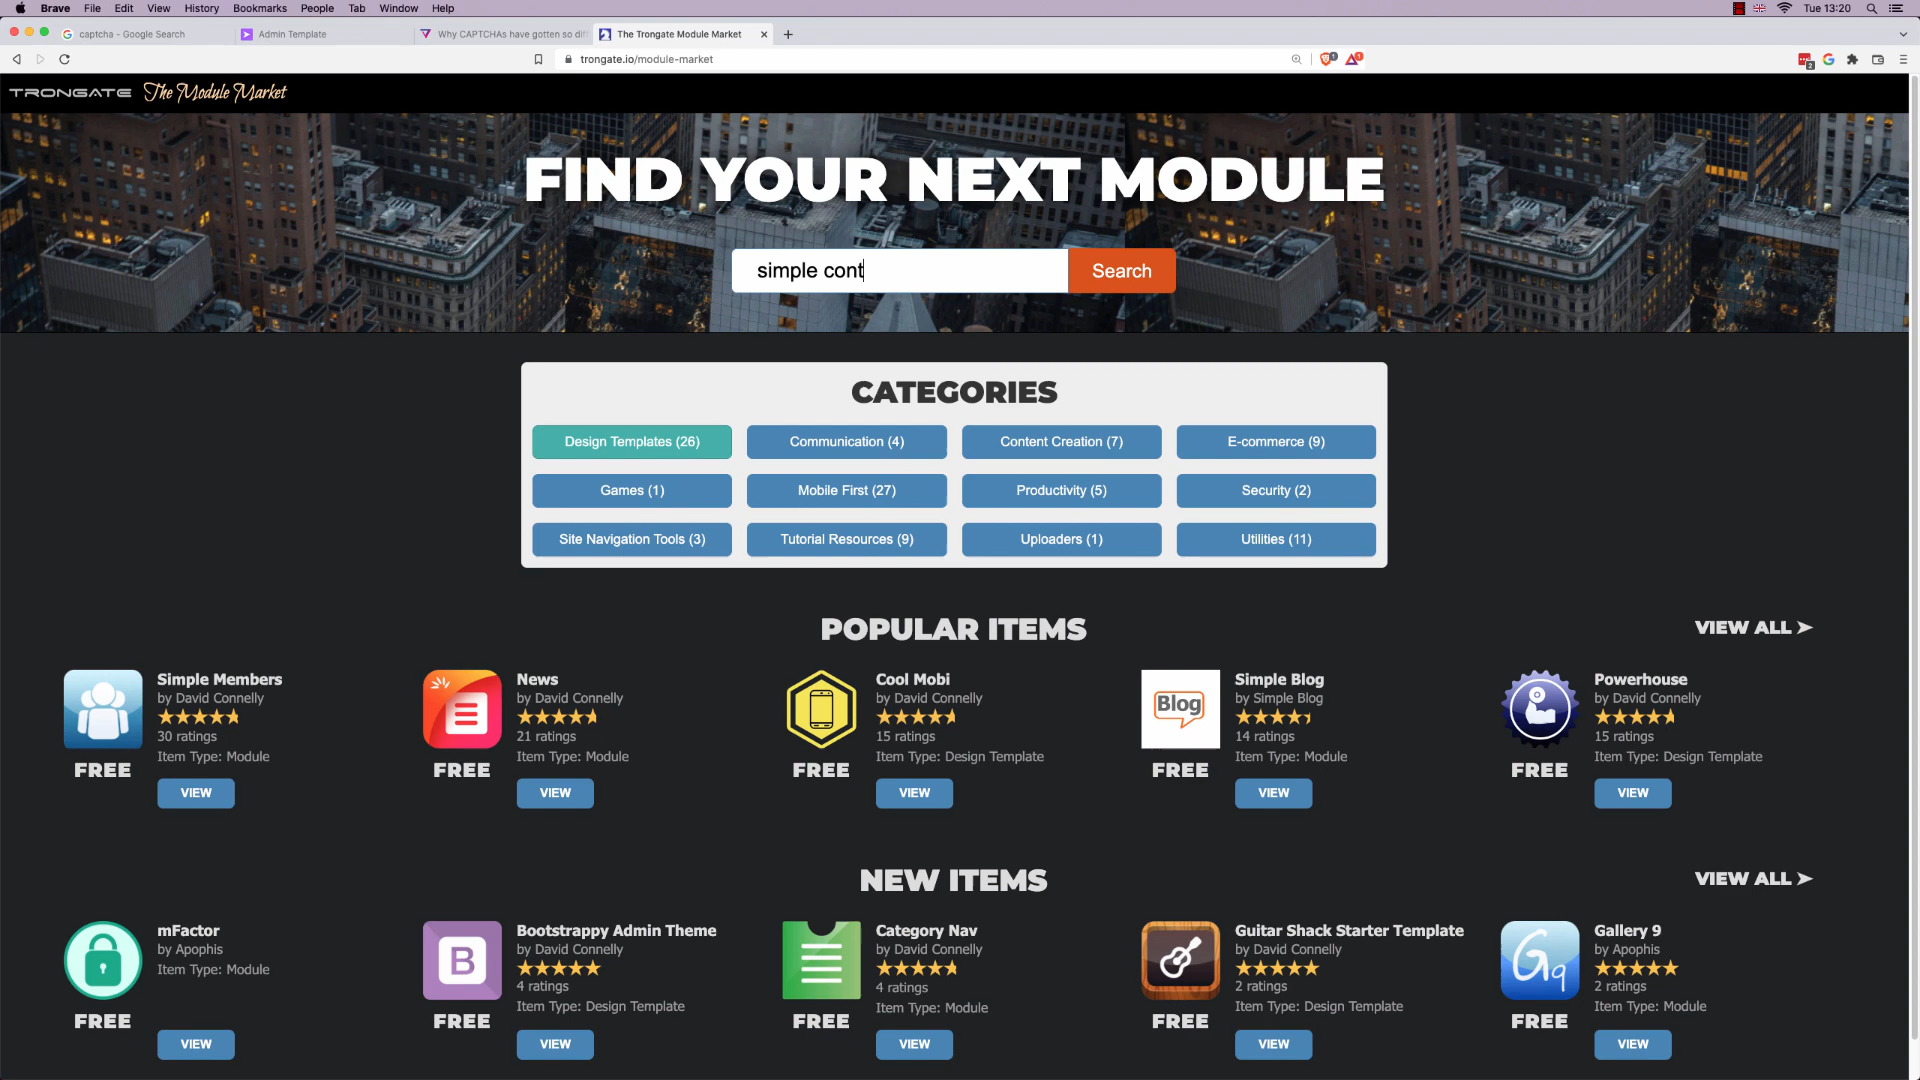 Brave File Edit View History Bookmarks People Tab Window Help Tue 13:20
captcha - Google Search Admin Template Why CAPTCHAs have gotten so dif The Trongate Module Market
trongate.io/module-market
TRONGATE The Module Market
FIND YOUR NEXT MODULE
simple cont Search
CATEGORIES
Design Templates (26) Communication (4) Content Creation (7) E-commerce (9)
Games (1) Mobile First (27) Productivity (5) Security (2)
Site Navigation Tools (3) Tutorial Resources (9) Uploaders (1) Utilities (11)
POPULAR ITEMS VIEW ALL
Simple Members
by David Connelly
30 ratings
Item Type: Module
FREE
VIEW
News
by David Connelly
21 ratings
Item Type: Module
FREE
VIEW
Cool Mobi
by David Connelly
15 ratings
Item Type: Design Template
FREE
VIEW
Blog
Simple Blog
by Simple Blog
14 ratings
Item Type: Module
FREE
VIEW
Powerhouse
by David Connelly
15 ratings
Item Type: Design Template
FREE
VIEW
NEW ITEMS VIEW ALL
mFactor
by Apophis
Item Type: Module
FREE
VIEW
B
Bootstrappy Admin Theme
by David Connelly
4 ratings
Item Type: Design Template
FREE
VIEW
Category Nav
by David Connelly
4 ratings
Item Type: Module
FREE
VIEW
Guitar Shack Starter Template
by David Connelly
2 ratings
Item Type: Design Template
FREE
VIEW
G9
Gallery 9
by Apophis
2 ratings
Item Type: Module
FREE
VIEW